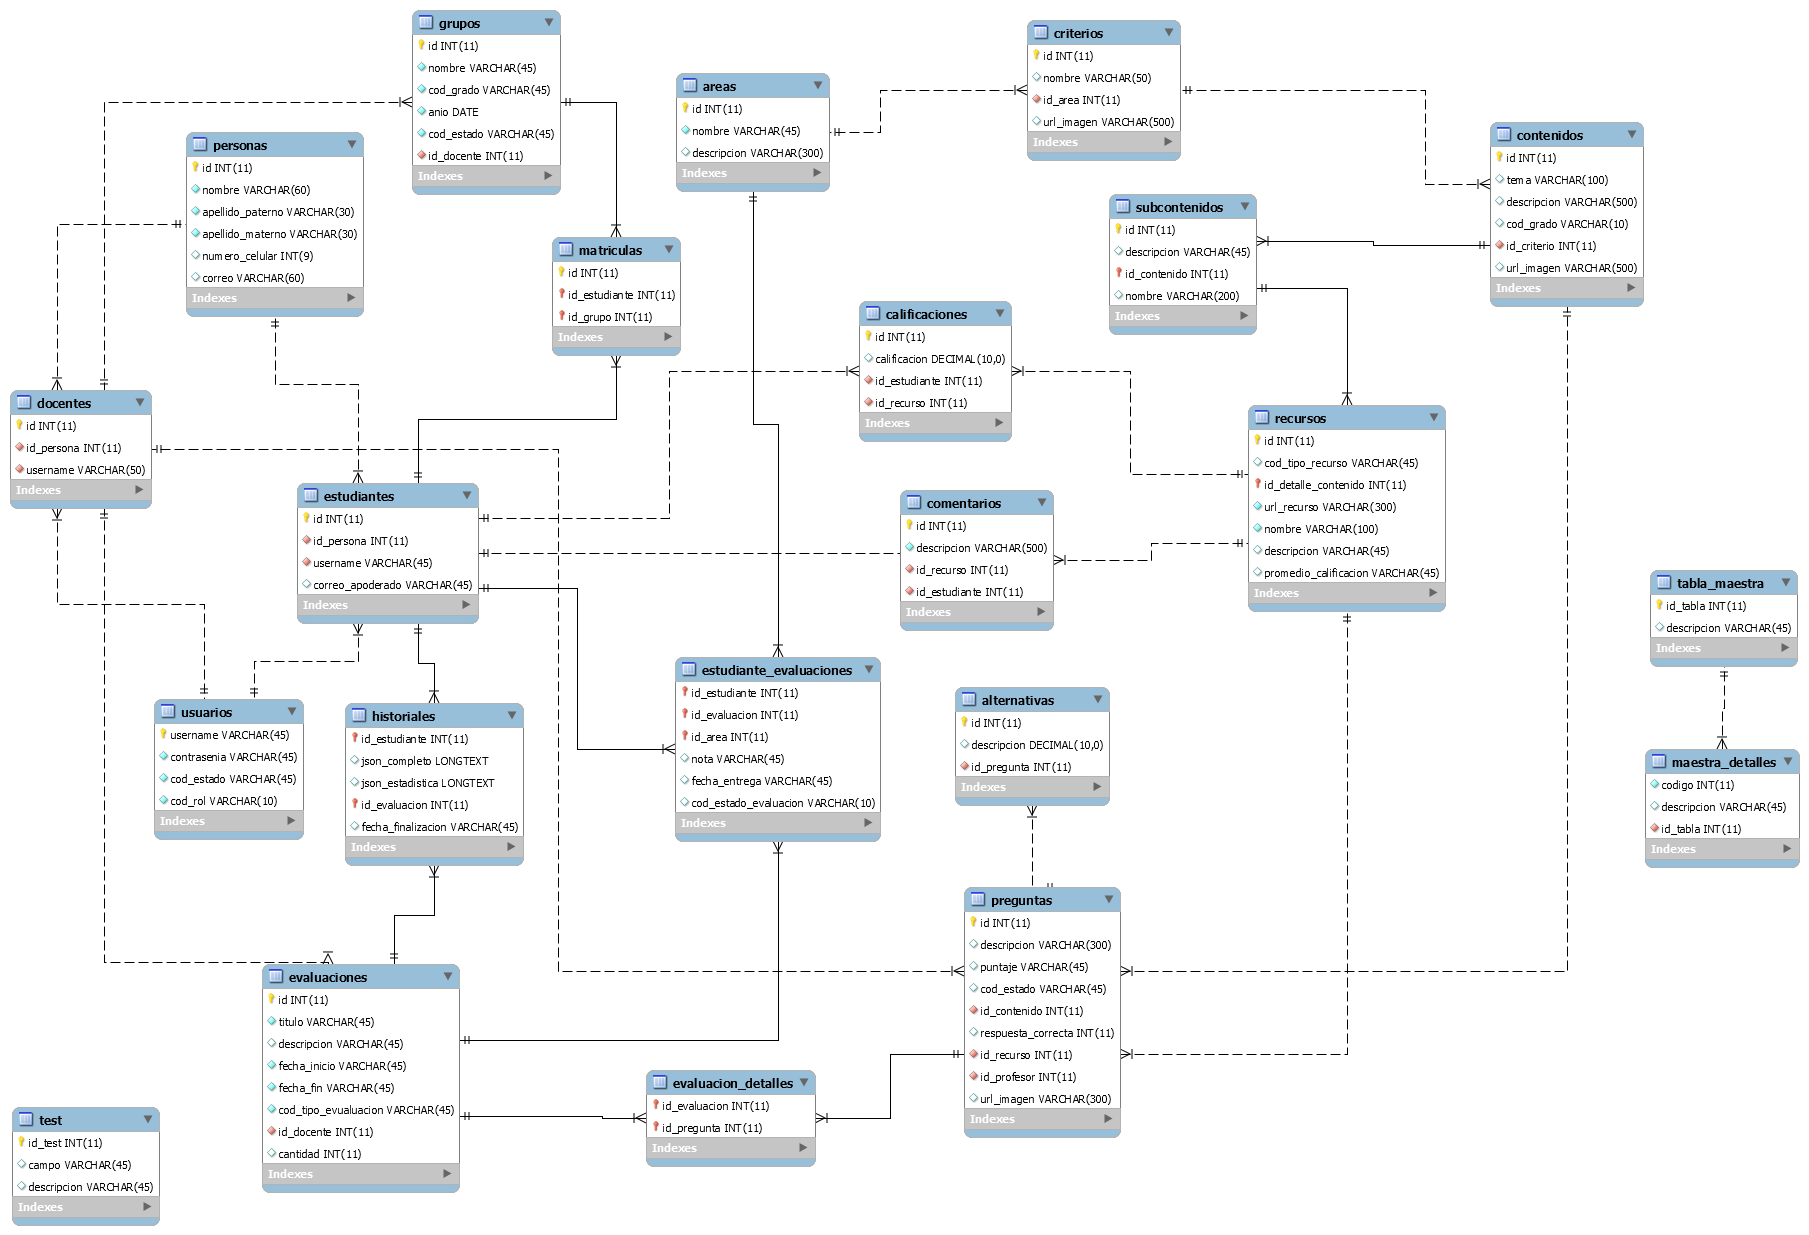 grupos
id INT(11)
nombre VARCHAR(45)
cod_grado VARCHAR(45)
anio DATE
cod_estado VARCHAR(45)
id_docente INT(11)
Indexes
criterios
id INT(11)
nombre VARCHAR(50)
id_area INT(11)
url_imagen VARCHAR(500)
Indexes
areas
id INT(11)
nombre VARCHAR(45)
descripcion VARCHAR(300)
Indexes
personas
id INT(11)
nombre VARCHAR(60)
apellido_paterno VARCHAR(30)
apellido_materno VARCHAR(30)
numero_celular INT(9)
correo VARCHAR(60)
Indexes
contenidos
id INT(11)
tema VARCHAR(100)
descripcion VARCHAR(500)
cod_grado VARCHAR(10)
id_criterio INT(11)
url_imagen VARCHAR(500)
Indexes
subcontenidos
id INT(11)
descripcion VARCHAR(45)
id_contenido INT(11)
nombre VARCHAR(200)
Indexes
matriculas
id INT(11)
id_estudiante INT(11)
id_grupo INT(11)
Indexes
calificaciones
id INT(11)
calificacion DECIMAL(10,0)
id_estudiante INT(11)
id_recurso INT(11)
Indexes
docentes
id INT(11)
id_persona INT(11)
username VARCHAR(50)
Indexes
recursos
id INT(11)
cod_tipo_recurso VARCHAR(45)
id_detalle_contenido INT(11)
url_recurso VARCHAR(300)
nombre VARCHAR(100)
descripcion VARCHAR(45)
promedio_calificacion VARCHAR(45)
Indexes
estudiantes
id INT(11)
id_persona INT(11)
username VARCHAR(45)
correo_apoderado VARCHAR(45)
Indexes
comentarios
id INT(11)
descripcion VARCHAR(500)
id_recurso INT(11)
id_estudiante INT(11)
Indexes
tabla_maestra
id_tabla INT(11)
descripcion VARCHAR(45)
Indexes
estudiante_evaluaciones
id_estudiante INT(11)
id_evaluacion INT(11)
id_area INT(11)
nota VARCHAR(45)
fecha_entrega VARCHAR(45)
cod_estado_evaluacion VARCHAR(10)
Indexes
alternativas
id INT(11)
descripcion DECIMAL(10,0)
id_pregunta INT(11)
Indexes
usuarios
username VARCHAR(45)
contrasenia VARCHAR(45)
cod_estado VARCHAR(45)
cod_rol VARCHAR(10)
Indexes
historiales
id_estudiante INT(11)
json_completo LONGTEXT
json_estadistica LONGTEXT
id_evaluacion INT(11)
fecha_finalizacion VARCHAR(45)
Indexes
maestra_detalles
codigo INT(11)
descripcion VARCHAR(45)
id_tabla INT(11)
Indexes
preguntas
id INT(11)
descripcion VARCHAR(300)
puntaje VARCHAR(45)
cod_estado VARCHAR(45)
id_contenido INT(11)
respuesta_correcta INT(11)
id_recurso INT(11)
id_profesor INT(11)
url_imagen VARCHAR(300)
Indexes
evaluaciones
id INT(11)
titulo VARCHAR(45)
descripcion VARCHAR(45)
fecha_inicio VARCHAR(45)
fecha_fin VARCHAR(45)
cod_tipo_evualuacion VARCHAR(45)
id_docente INT(11)
cantidad INT(11)
Indexes
evaluacion_detalles
id_evaluacion INT(11)
id_pregunta INT(11)
Indexes
test
id_test INT(11)
campo VARCHAR(45)
descripcion VARCHAR(45)
Indexes